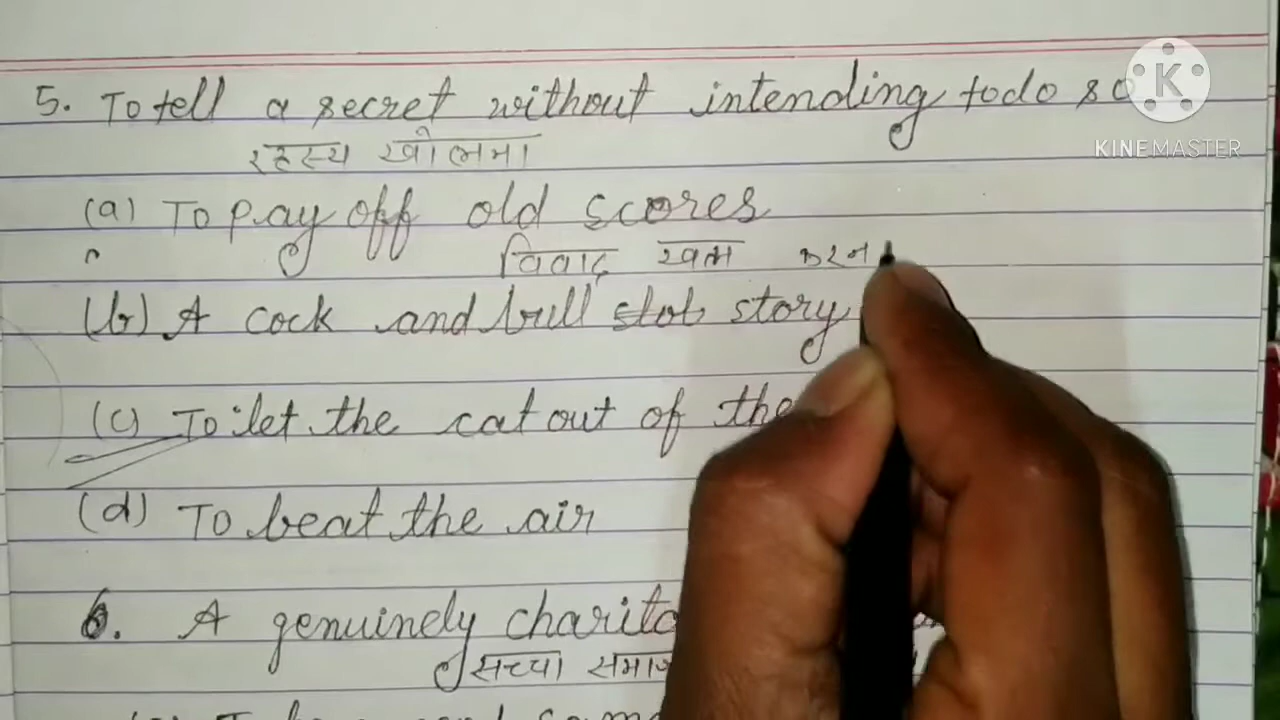 5. To tell a secret without intending to do so
रहस्य खोलना
K
KINEMASTER
(a) To pay off old scores
विवाद खत्म करन
(b) A cock and bull stob story
(c) To let the cat out of the
(d) To beat the air
6. A genuinely charita
सच्चा समाज